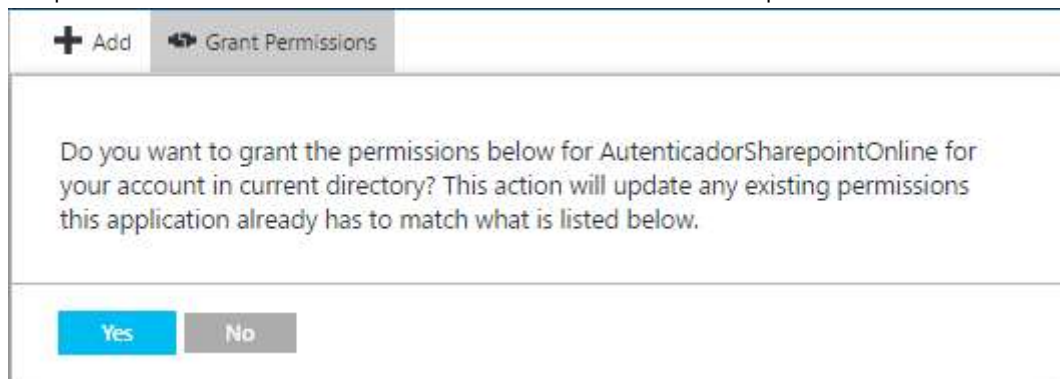 Add Grant Permissions
Do you want to grant the permissions below for AutenticadorSharepointOnline for
your account in current directory? This action will update any existing permissions
this application already has to match what is listed below.
Yes No